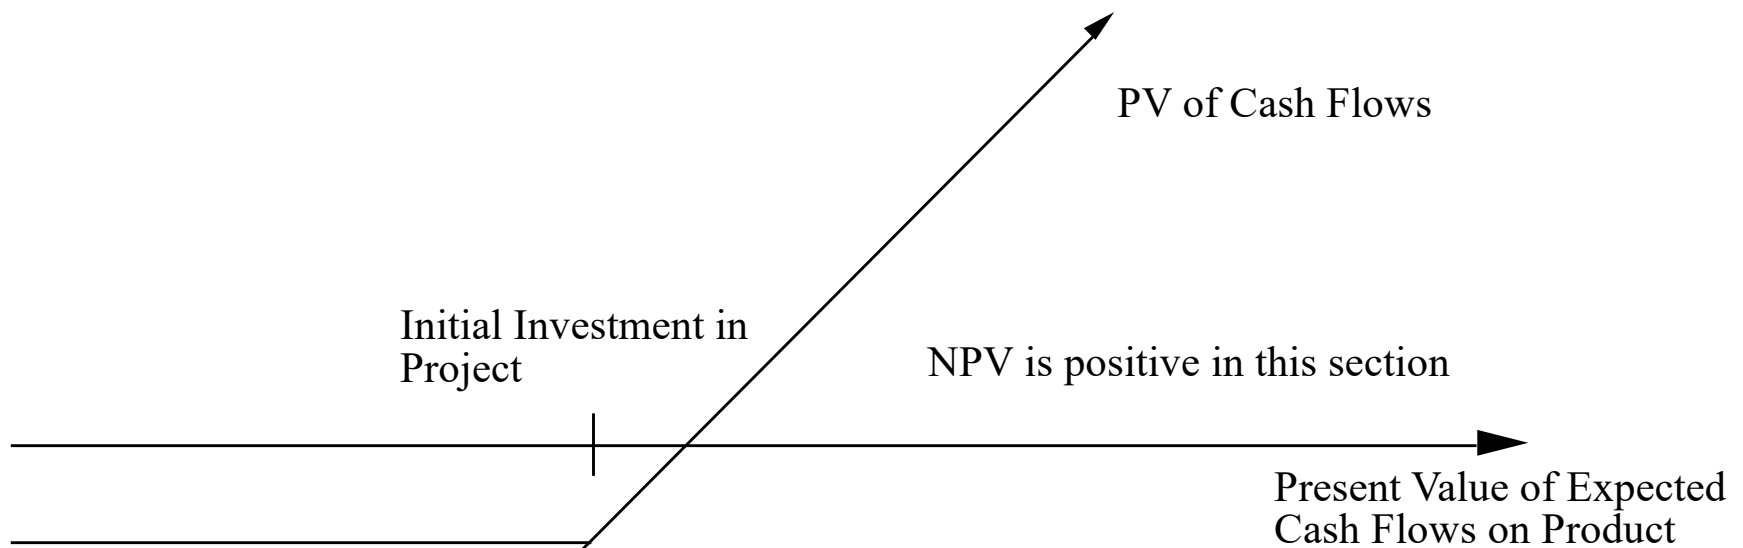 PV of Cash Flows
Initial Investment in
Project
NPV is positive in this section
Present Value of Expected
Cash Flows on Product